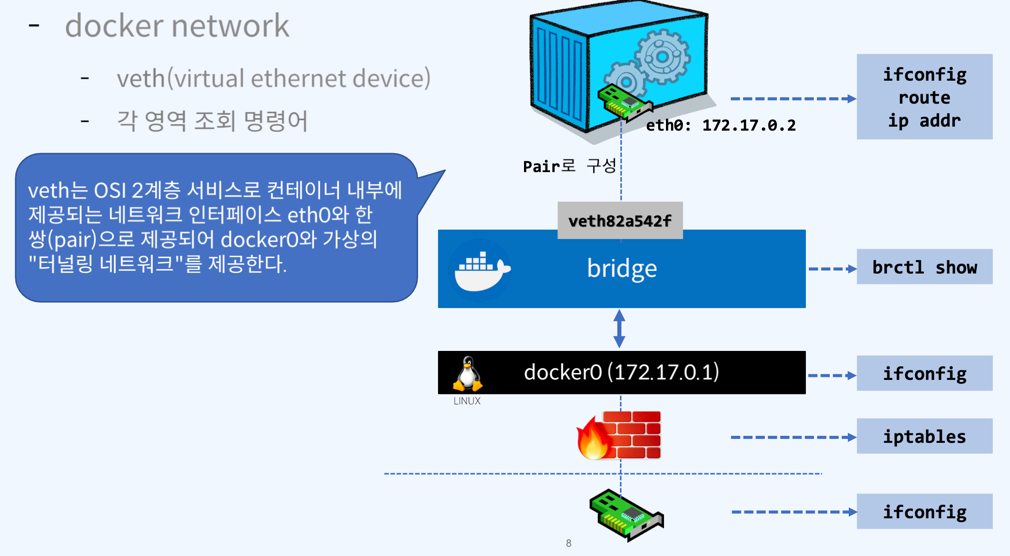 - docker network
- veth(virtual ethernet device)
- 각 영역 조회 명령어
veth는 OSI 2계층 서비스로 컨테이너 내부에
제공되는 네트워크 인터페이스 eth0와 한
쌍(pair)으로 제공되어 docker0와 가상의
"터널링 네트워크"를 제공한다.
eth0: 172.17.0.2
ifconfig
route
ip addr
Pair로 구성
veth82a542f
bridge
brctl show
docker0 (172.17.0.1)
LINUX
ifconfig
iptables
ifconfig
8